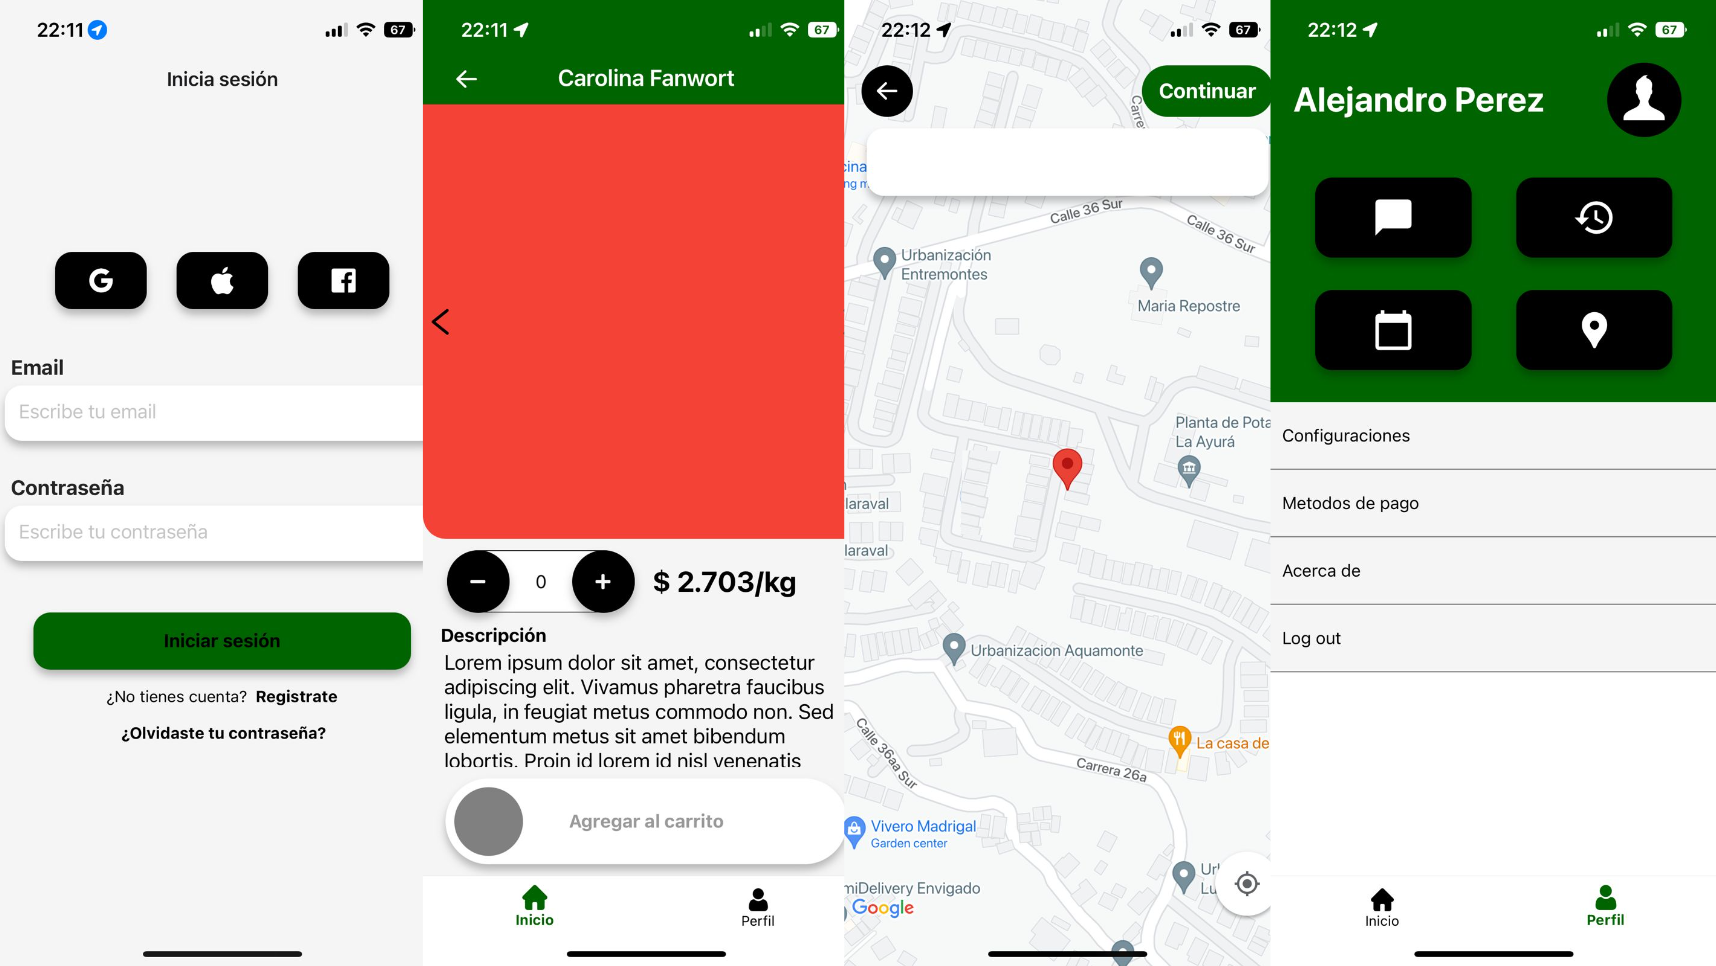 22:11
67
Inicia sesión
Email
Escribe tu email
Contraseña
Escribe tu contraseña
Iniciar sesión
¿No tienes cuenta? Registrate
¿Olvidaste tu contraseña?
22:11
67
Carolina Fanwort
0
$ 2.703/kg
Descripción
Lorem ipsum dolor sit amet, consectetur
adipiscing elit. Vivamus pharetra faucibus
ligula, in feugiat metus commodo non. Sed
elementum metus sit amet bibendum
lobortis. Proin id lorem id nisl venenatis
Agregar al carrito
Inicio
Perfil
22:12
67
Continuar
Carre
cina
ng m
Calle 36 Sur
Calle 36 Sur
Urbanización
Entremontes
Maria Repostre
Planta de Pota
La Ayurá
laraval
laraval
Urbanizacion Aquamonte
La casa de
Calle 36aa Sur
Carrera 26a
Vivero Madrigal
Garden center
Url
Lu
miDelivery Envigado
Google
22:12
67
Alejandro Perez
Configuraciones
Metodos de pago
Acerca de
Log out
Inicio
Perfil